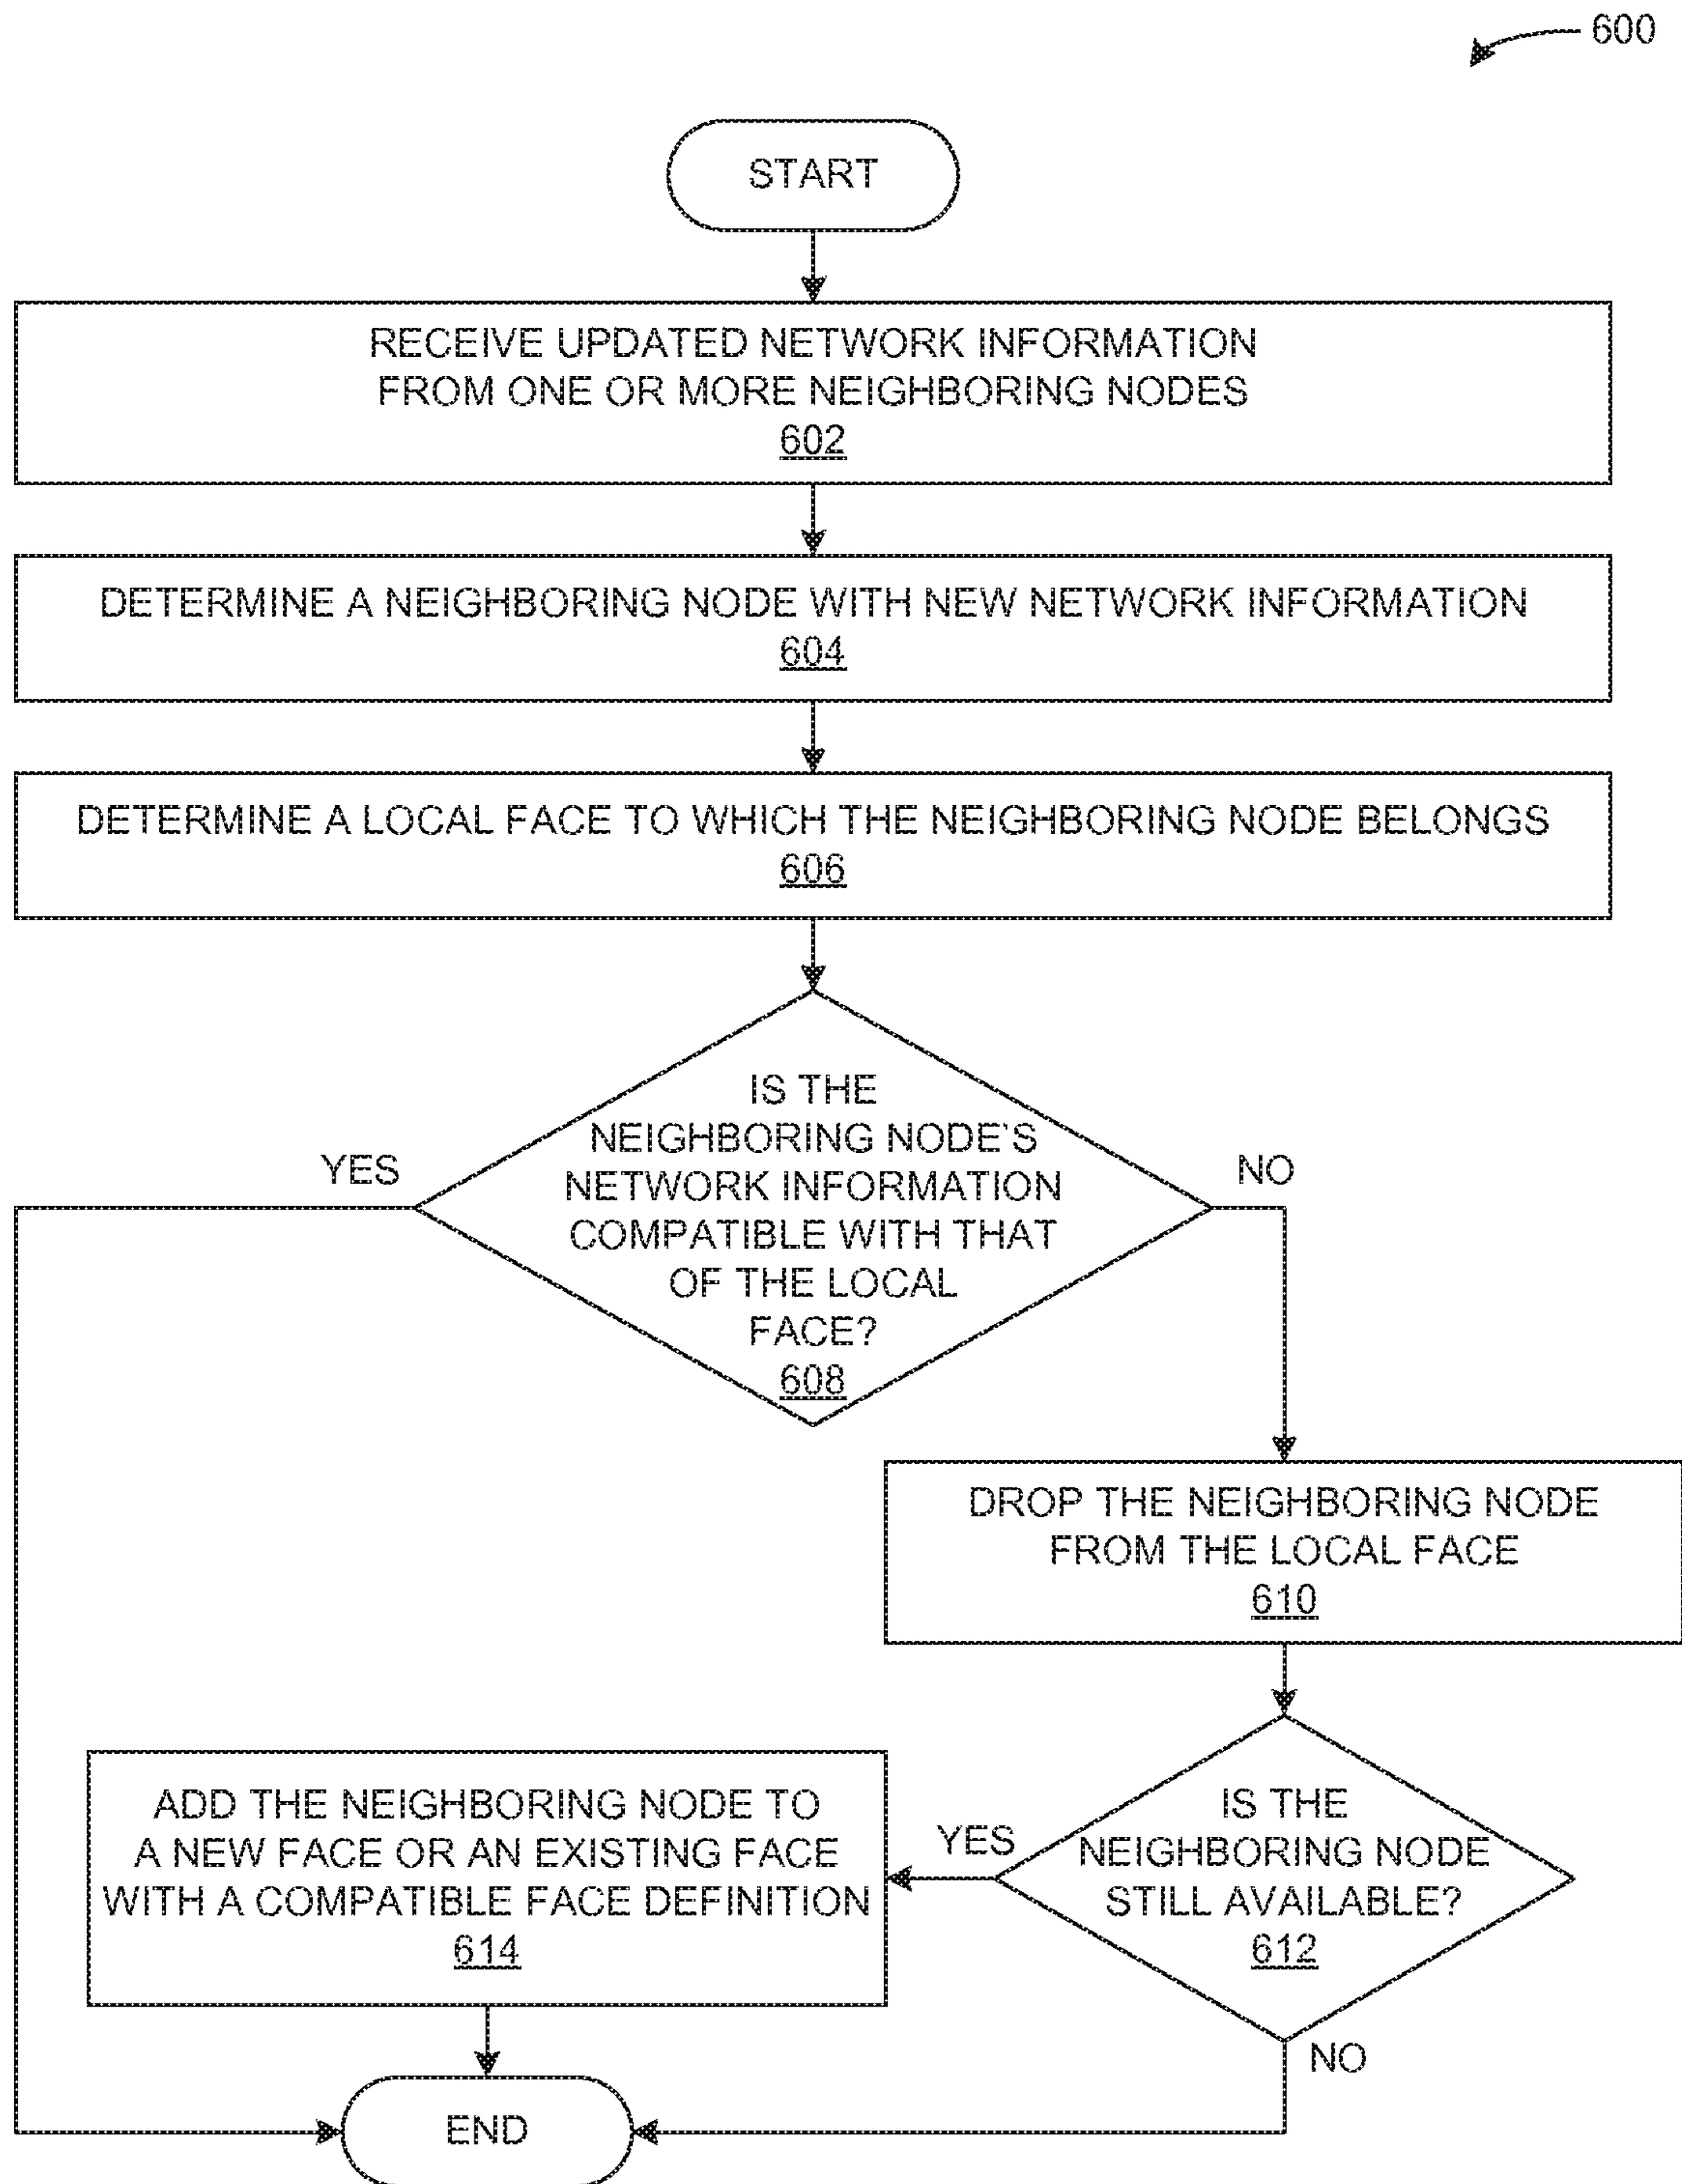 600
START
RECEIVE UPDATED NETWORK INFORMATION
FROM ONE OR MORE NEIGHBORING NODES
602
DETERMINE A NEIGHBORING NODE WITH NEW NETWORK INFORMATION
604
DETERMINE A LOCAL FACE TO WHICH THE NEIGHBORING NODE BELONGS
606
IS THE
NEIGHBORING NODE'S
NETWORK INFORMATION
COMPATIBLE WITH THAT
OF THE LOCAL
FACE?
608
YES
NO
DROP THE NEIGHBORING NODE
FROM THE LOCAL FACE
610
IS THE
NEIGHBORING NODE
STILL AVAILABLE?
612
YES
NO
ADD THE NEIGHBORING NODE TO
A NEW FACE OR AN EXISTING FACE
WITH A COMPATIBLE FACE DEFINITION
614
END